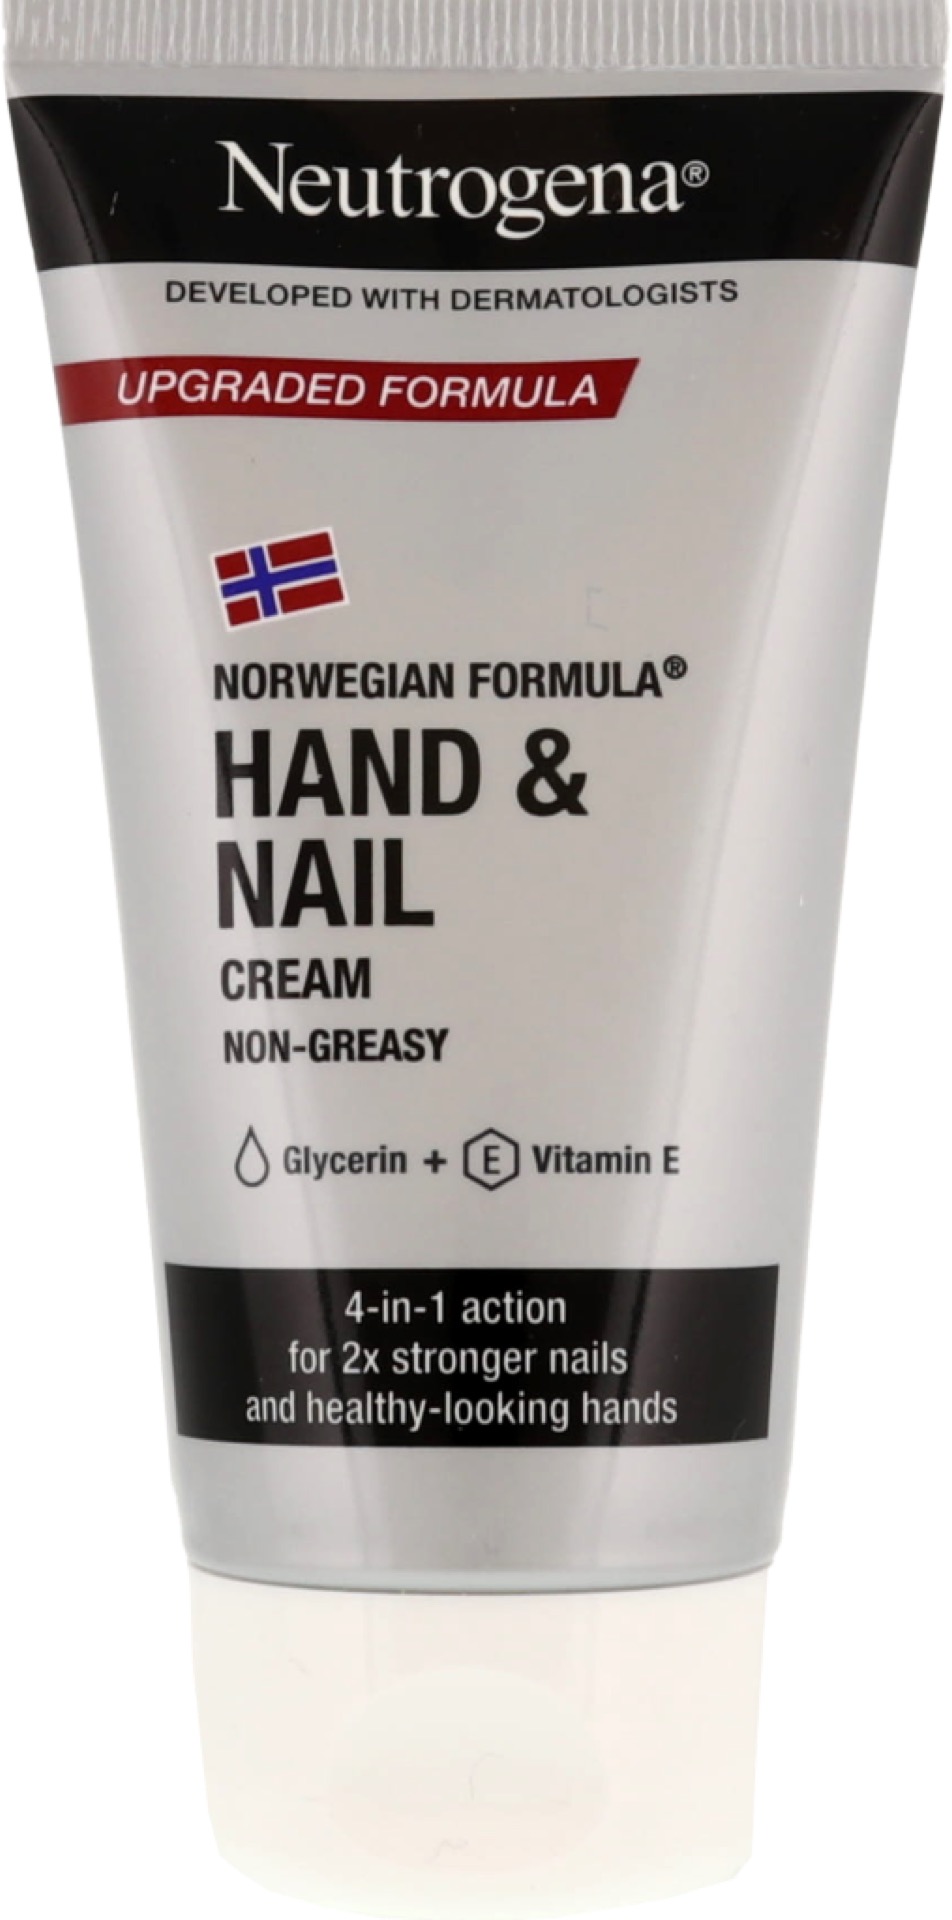 Neutrogena®
DEVELOPED WITH DERMATOLOGISTS
UPGRADED FORMULA
NORWEGIAN FORMULA®
HAND &
NAIL
CREAM
NON-GREASY
Glycerin + E Vitamin E
4-in-1 action
for 2x stronger nails
and healthy-looking hands